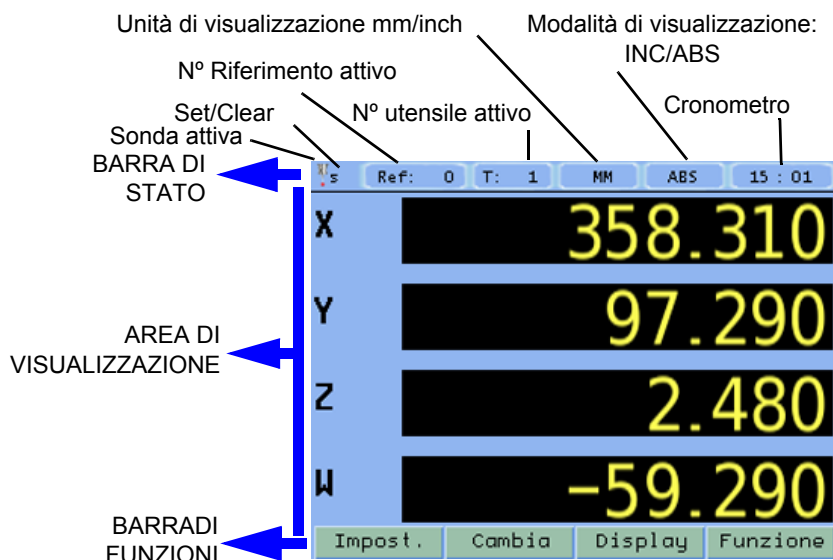 Unità di visualizzazione mm/inch
Modalità di visualizzazione:
INC/ABS
Nº Riferimento attivo
Set/Clear
Nº utensile attivo
Cronometro
Sonda attiva
BARRA DI
STATO
s Ref: 0 T: 1 MM ABS 15 : 01
X 358.310
Y 97.290
AREA DI
VISUALIZZAZIONE
Z 2.480
W -59.290
BARRADI
FUNZIONI
Impost. Cambia Display Funzione